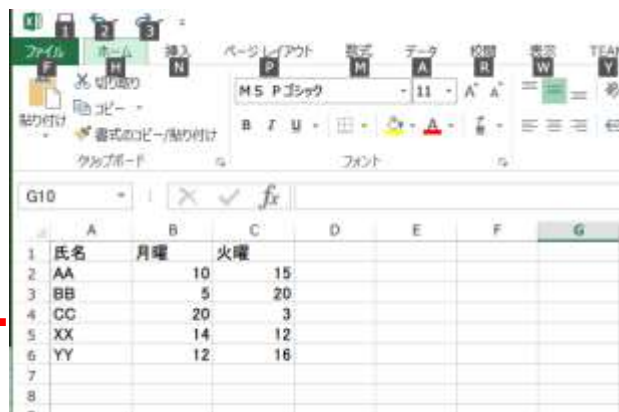 1 2 3
ファイル ホーム 挿入 ページレイアウト 数式 データ 校閲 表示 TEAM
F H N P M A R W Y
切り取り
コピー
書式のコピー/貼り付け
貼り付け
クリップボード
MS Pゴシック 11 A A
B I U A
フォント
G10 fx
A B C D E F G
1 氏名 月曜 火曜
2 AA 10 15
3 BB 5 20
4 CC 20 3
5 XX 14 12
6 YY 12 16
7
8